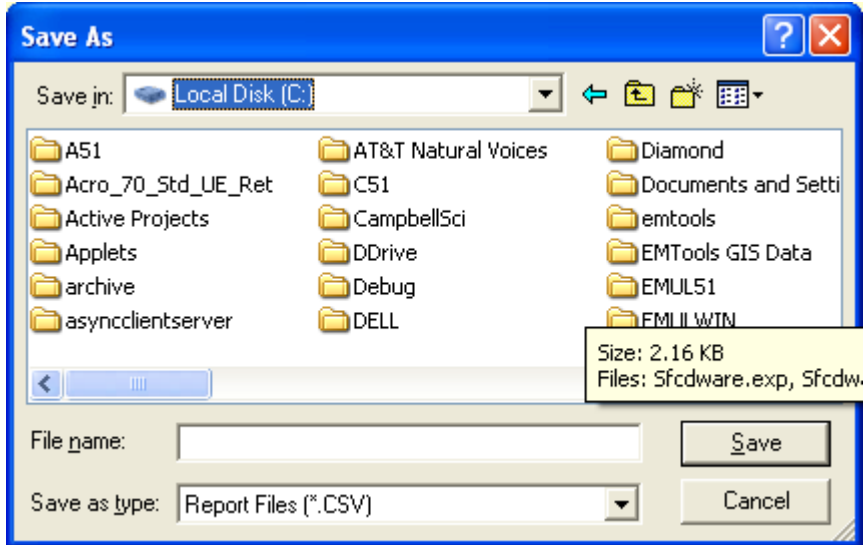 Save As
Save in: Local Disk (C:)
A51 AT&T Natural Voices Diamond
Acro_70_Std_UE_Ret C51 Documents and Setti
Active Projects CampbellSci emtools
Applets DDrive EMTools GIS Data
archive Debug EMUL51
asyncclientserver DELL EMULWIN
Size: 2.16 KB
Files: Sfcdware.exp, Sfcdw
File name: Save
Save as type: Report Files (*.CSV) Cancel